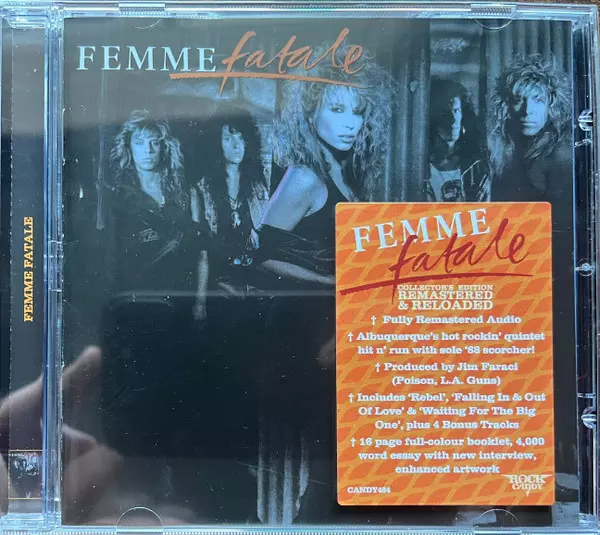 FEMME fatale
FEMME FATALE
FEMME
fatale
COLLECTOR'S EDITION
REMASTERED
& RELOADED
† Fully Remastered Audio
† Albuquerque's hot rockin' quintet
hit n' run with sole '88 scorcher!
† Produced by Jim Faraci
(Poison, L.A. Guns)
† Includes 'Rebel', 'Falling In & Out
Of Love' & 'Waiting For The Big
One', plus 4 Bonus Tracks
† 16 page full-colour booklet, 4,000
word essay with new interview,
enhanced artwork
CANDY484
ROCK
CANDY